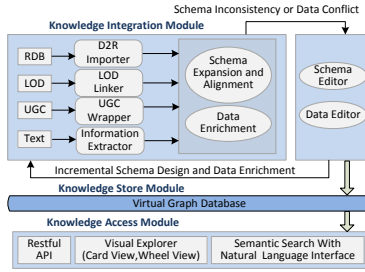 Schema Inconsistency or Data Conflict
Knowledge Integration Module
RDB
D2R
Importer
LOD
LOD
Linker
UGC
UGC
Wrapper
Text
Information
Extractor
Schema
Expansion and
Alignment
Data
Enrichment
Schema
Editor
Data Editor
Incremental Schema Design and Data Enrichment
Knowledge Store Module
Virtual Graph Database
Knowledge Access Module
Restful
API
Visual Explorer
(Card View,Wheel View)
Semantic Search With
Natural Language Interface